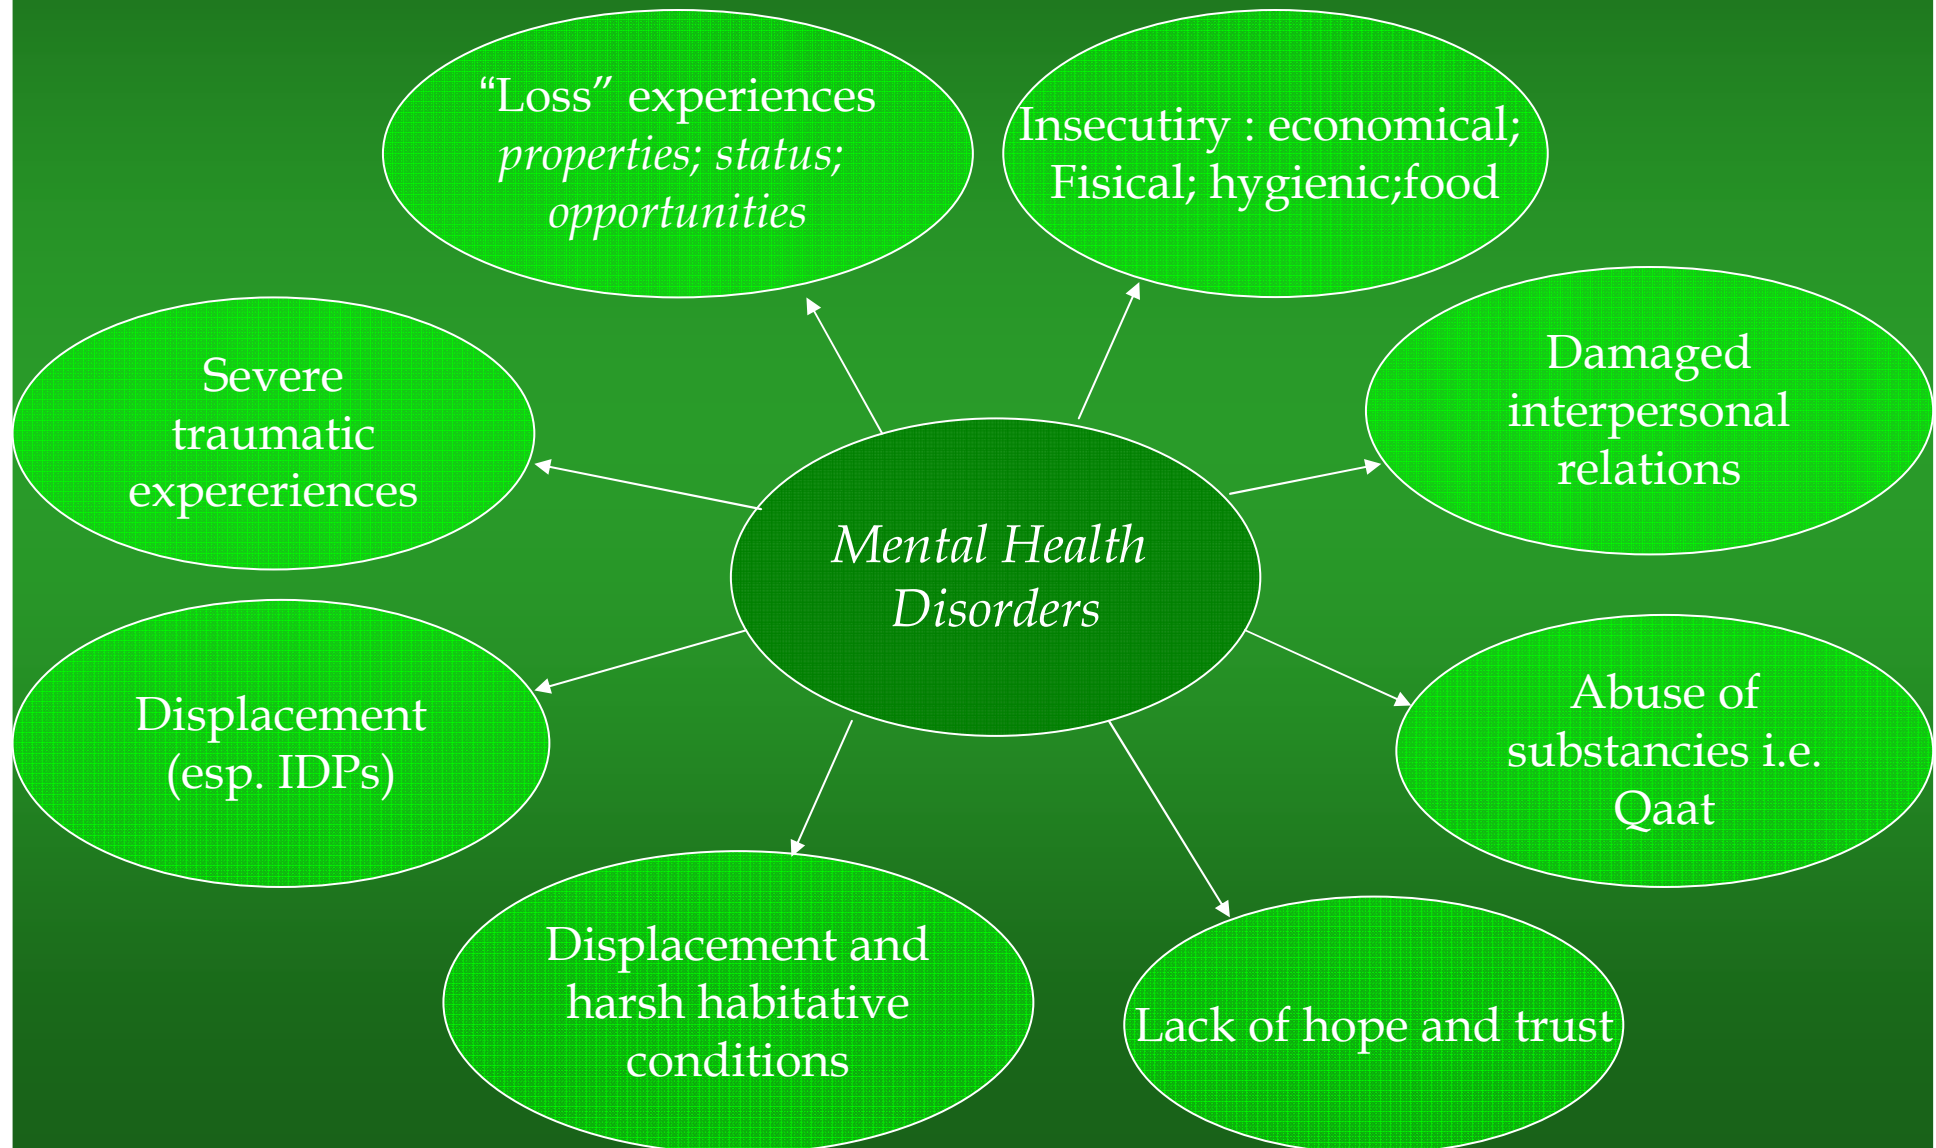 “Loss” experiences
properties; status;
opportunities
Insecutiry : economical;
Fisical; hygienic;food
Severe
traumatic
expereriences
Damaged
interpersonal
relations
Mental Health
Disorders
Displacement
(esp. IDPs)
Abuse of
substancies i.e.
Qaat
Displacement and
harsh habitative
conditions
Lack of hope and trust